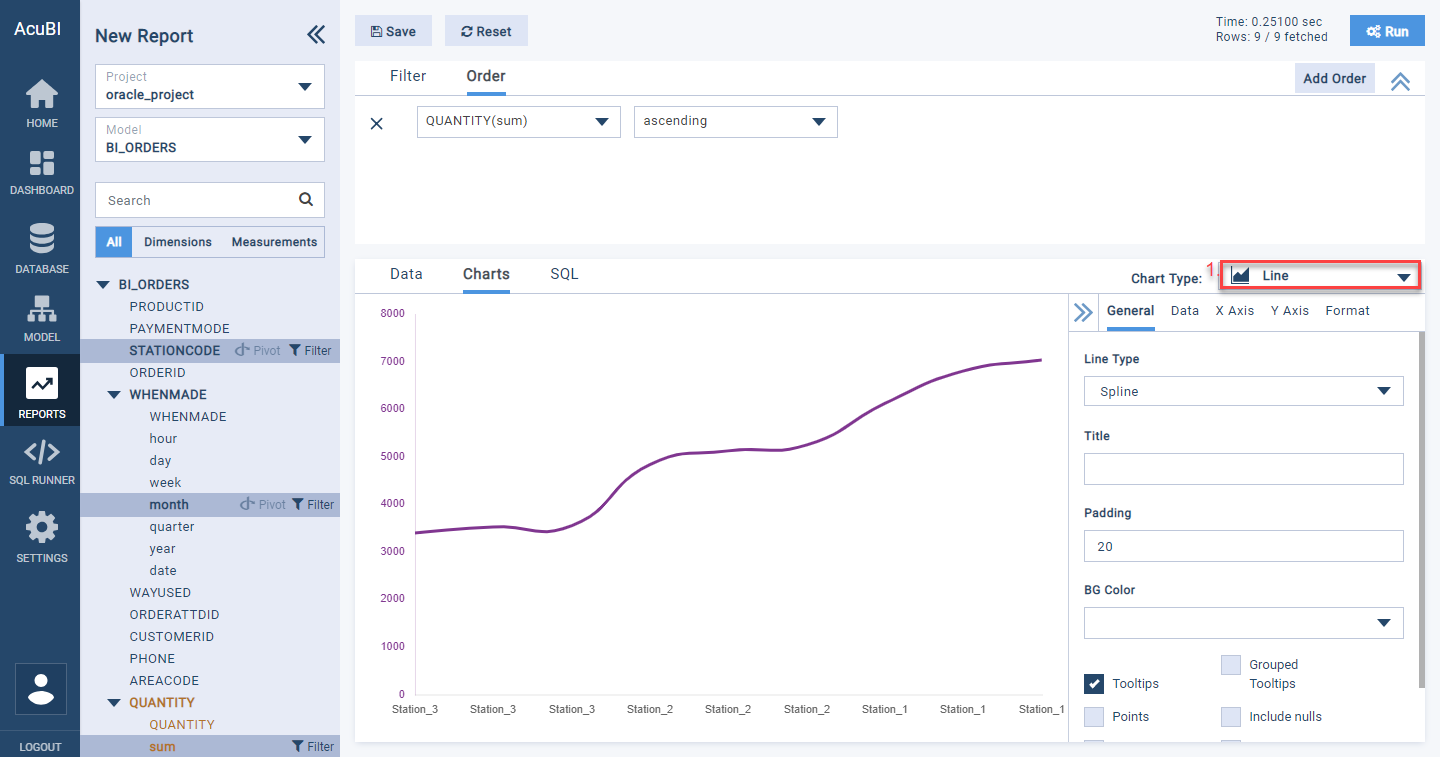 AcuBI
HOME
DASHBOARD
DATABASE
MODEL
REPORTS
SQL RUNNER
SETTINGS
LOGOUT
New Report
Project
oracle_project
Model
BI_ORDERS
Search
All Dimensions Measurements
BI_ORDERS
PRODUCTID
PAYMENTMODE
STATIONCODE Pivot Filter
ORDERID
WHENMADE
WHENMADE
hour
day
week
month Pivot Filter
quarter
year
date
WAYUSED
ORDERATTDID
CUSTOMERID
PHONE
AREACODE
QUANTITY
QUANTITY
sum Filter
Save Reset
Time: 0.25100 sec
Rows: 9 / 9 fetched
Run
Filter Order
Add Order
QUANTITY(sum) ascending
Data Charts SQL
Chart Type: 1. Line
8000
7000
6000
5000
4000
3000
2000
1000
0
Station_3 Station_3 Station_3 Station_2 Station_2 Station_2 Station_1 Station_1 Station_1
General Data X Axis Y Axis Format
Line Type
Spline
Title
Padding
20
BG Color
Tooltips
Grouped
Tooltips
Points
Include nulls